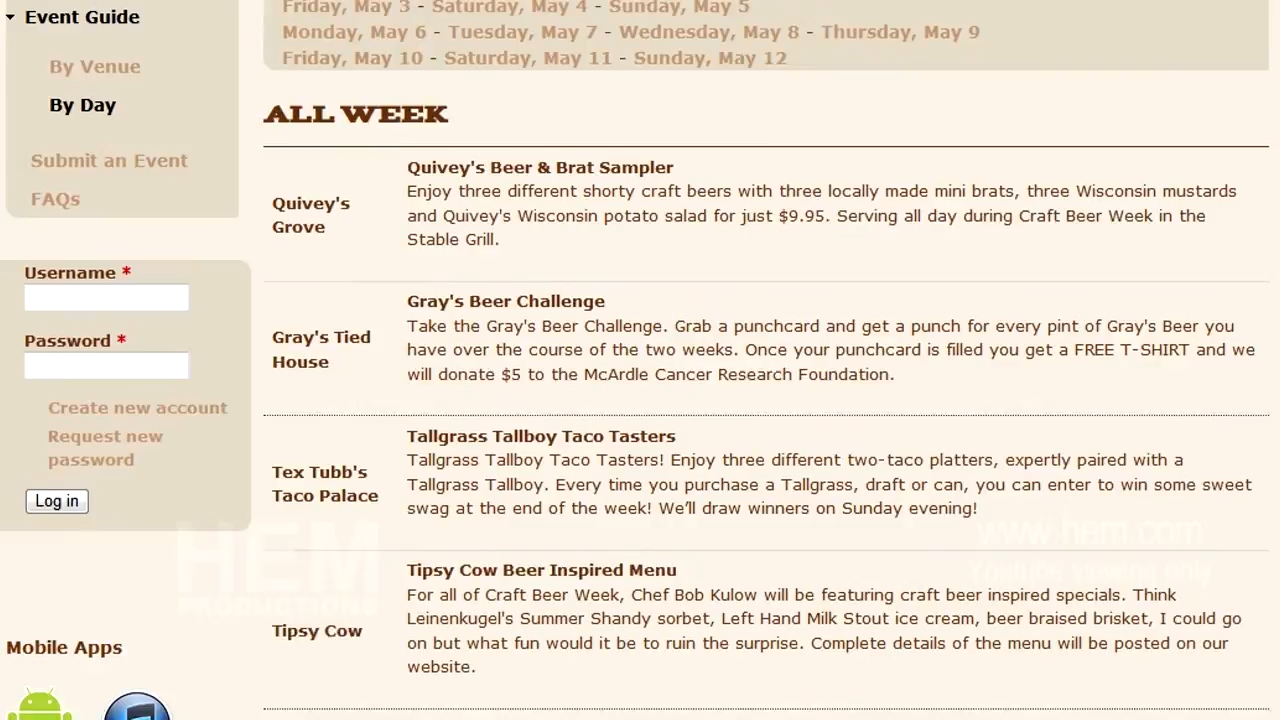 Event Guide
By Venue
By Day
Submit an Event
FAQs
Username *
Password *
Create new account
Request new
password
Log in
Mobile Apps
Friday, May 3 - Saturday, May 4 - Sunday, May 5
Monday, May 6 - Tuesday, May 7 - Wednesday, May 8 - Thursday, May 9
Friday, May 10 - Saturday, May 11 - Sunday, May 12
ALL WEEK
Quivey's
Grove
Quivey's Beer & Brat Sampler
Enjoy three different shorty craft beers with three locally made mini brats, three Wisconsin mustards
and Quivey's Wisconsin potato salad for just $9.95. Serving all day during Craft Beer Week in the
Stable Grill.
Gray's Tied
House
Gray's Beer Challenge
Take the Gray's Beer Challenge. Grab a punchcard and get a punch for every pint of Gray's Beer you
have over the course of the two weeks. Once your punchcard is filled you get a FREE T-SHIRT and we
will donate $5 to the McArdle Cancer Research Foundation.
Tex Tubb's
Taco Palace
Tallgrass Tallboy Taco Tasters
Tallgrass Tallboy Taco Tasters! Enjoy three different two-taco platters, expertly paired with a
Tallgrass Tallboy. Every time you purchase a Tallgrass, draft or can, you can enter to win some sweet
swag at the end of the week! We'll draw winners on Sunday evening!
Tipsy Cow
Tipsy Cow Beer Inspired Menu
For all of Craft Beer Week, Chef Bob Kulow will be featuring craft beer inspired specials. Think
Leinenkugel's Summer Shandy sorbet, Left Hand Milk Stout ice cream, beer braised brisket, I could go
on but what fun would it be to ruin the surprise. Complete details of the menu will be posted on our
website.
HEM
PRODUCTIONS
www.hem.com
Youtube viewing only